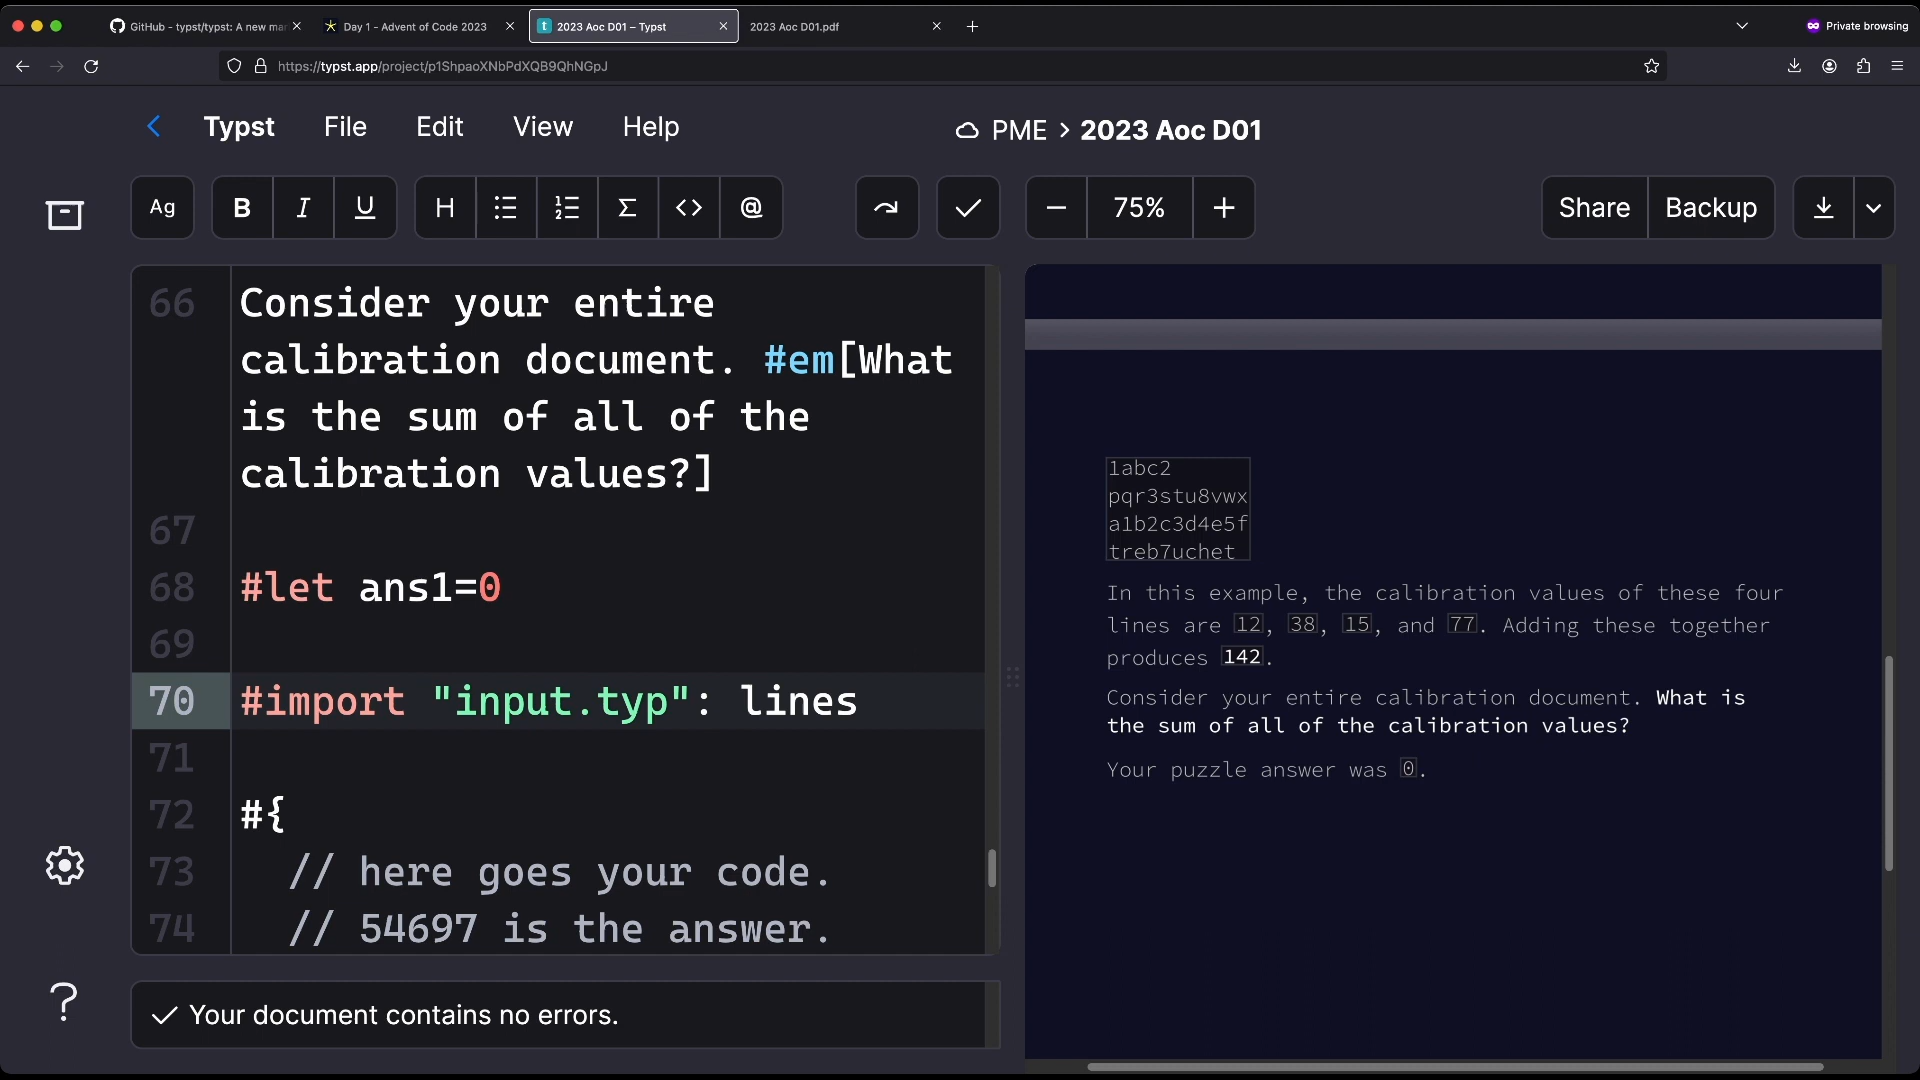 GitHub - typst/typst: A new mar
Day 1 - Advent of Code 2023
2023 Aoc D01 – Typst
2023 Aoc D01.pdf
Private browsing
https://typst.app/project/p1ShpaoXNbPdXQB9QhNGpJ
Typst File Edit View Help
PME > 2023 Aoc D01
Ag B I U H Σ <> @
75%
Share Backup
66 Consider your entire
calibration document. #em[What
is the sum of all of the
calibration values?]
67
68 #let ans1=0
69
70 #import "input.typ": lines
71
72 #{
73 // here goes your code.
74 // 54697 is the answer.
Your document contains no errors.
1abc2
pqr3stu8vwx
a1b2c3d4e5f
treb7uchet
In this example, the calibration values of these four
lines are 12, 38, 15, and 77. Adding these together
produces 142.
Consider your entire calibration document. What is
the sum of all of the calibration values?
Your puzzle answer was 0.